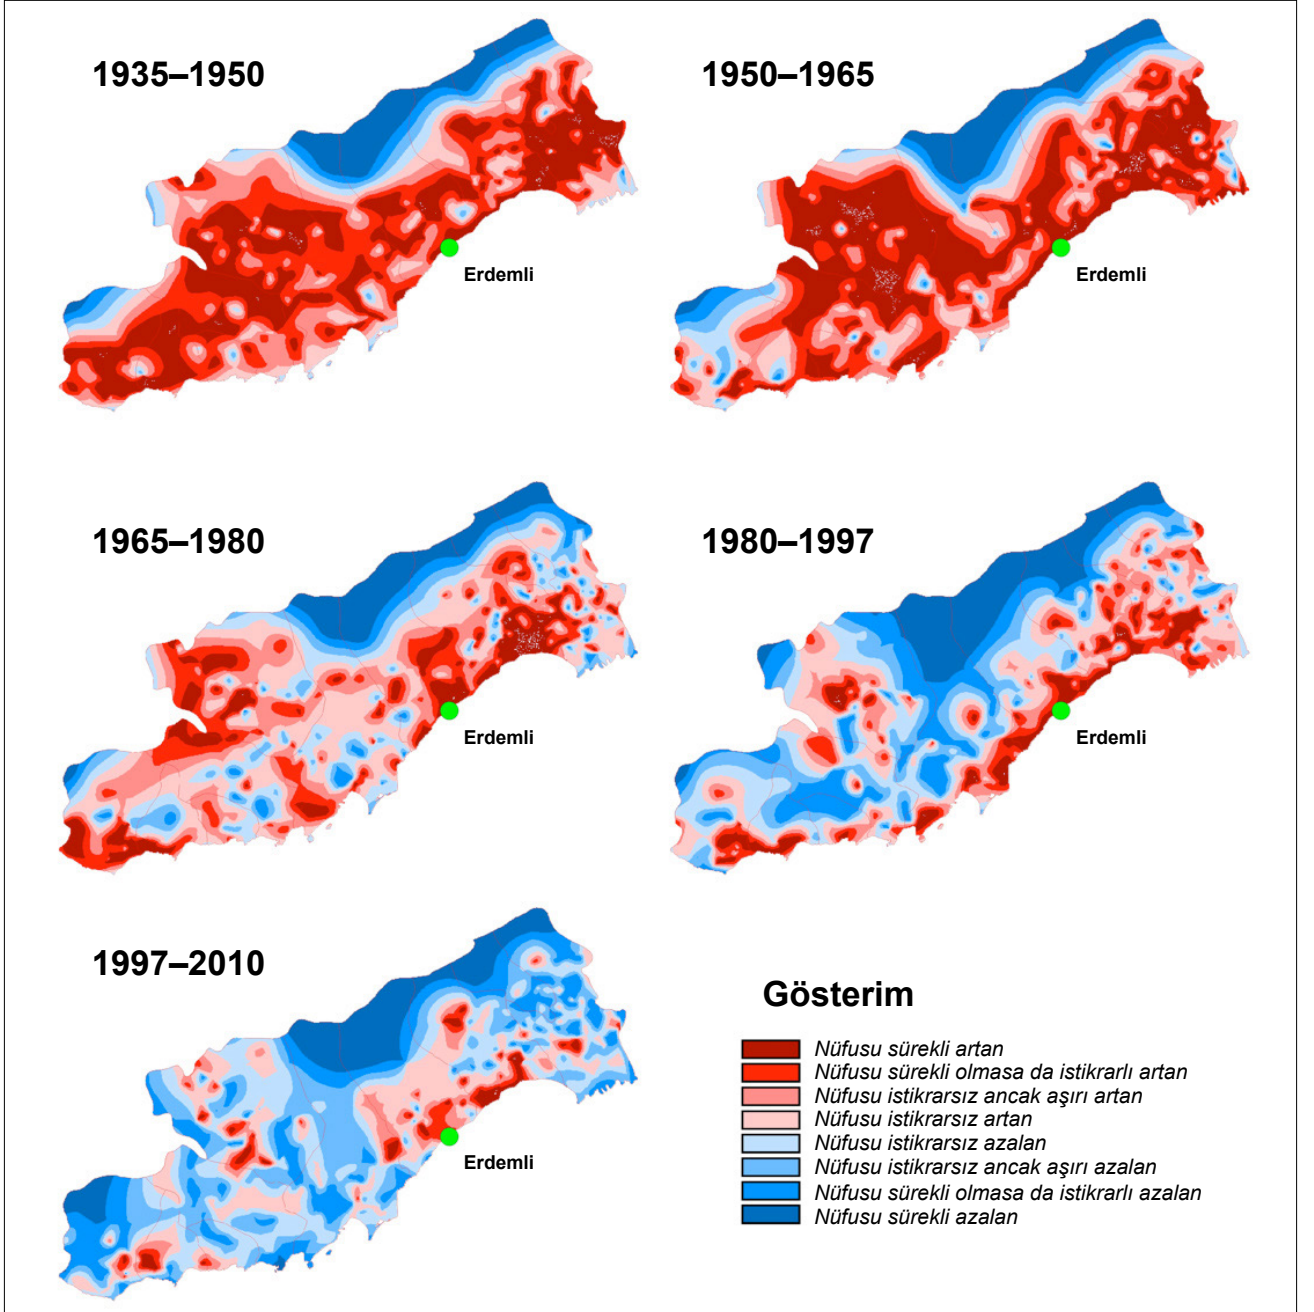 1935–1950
1950–1965
Erdemli
Erdemli
1965–1980
1980–1997
Erdemli
Erdemli
1997–2010
Erdemli
Gösterim
Nüfusu sürekli artan
Nüfusu sürekli olmasa da istikrarlı artan
Nüfusu istikrarsız ancak aşırı artan
Nüfusu istikrarsız artan
Nüfusu istikrarsız azalan
Nüfusu istikrarsız ancak aşırı azalan
Nüfusu sürekli olmasa da istikrarlı azalan
Nüfusu sürekli azalan